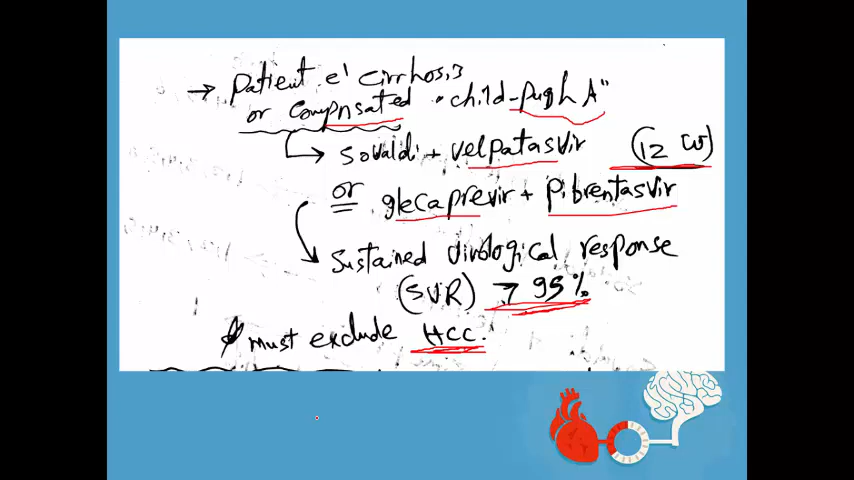 → patient e' cirrhosis
or compnsated "child-pugh A"
→ sovaldi + velpatasvir (12 W)
or glecaprevir + pibrentasvir
Sustained virological response
(SVR) → 95%
must exclude HCC.